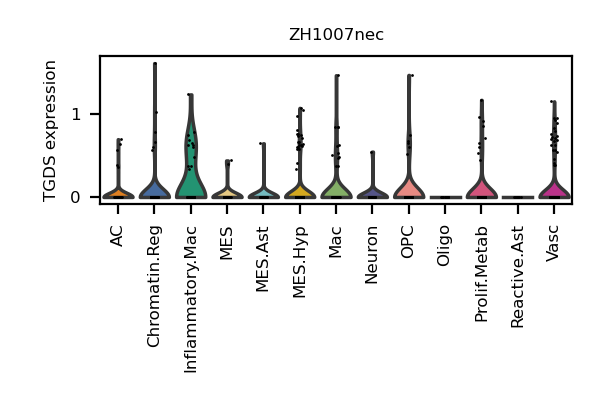 ZH1007nec
TGDS expression
1
0
AC
Chromatin.Reg
Inflammatory.Mac
MES
MES.Ast
MES.Hyp
Mac
Neuron
OPC
Oligo
Prolif.Metab
Reactive.Ast
Vasc